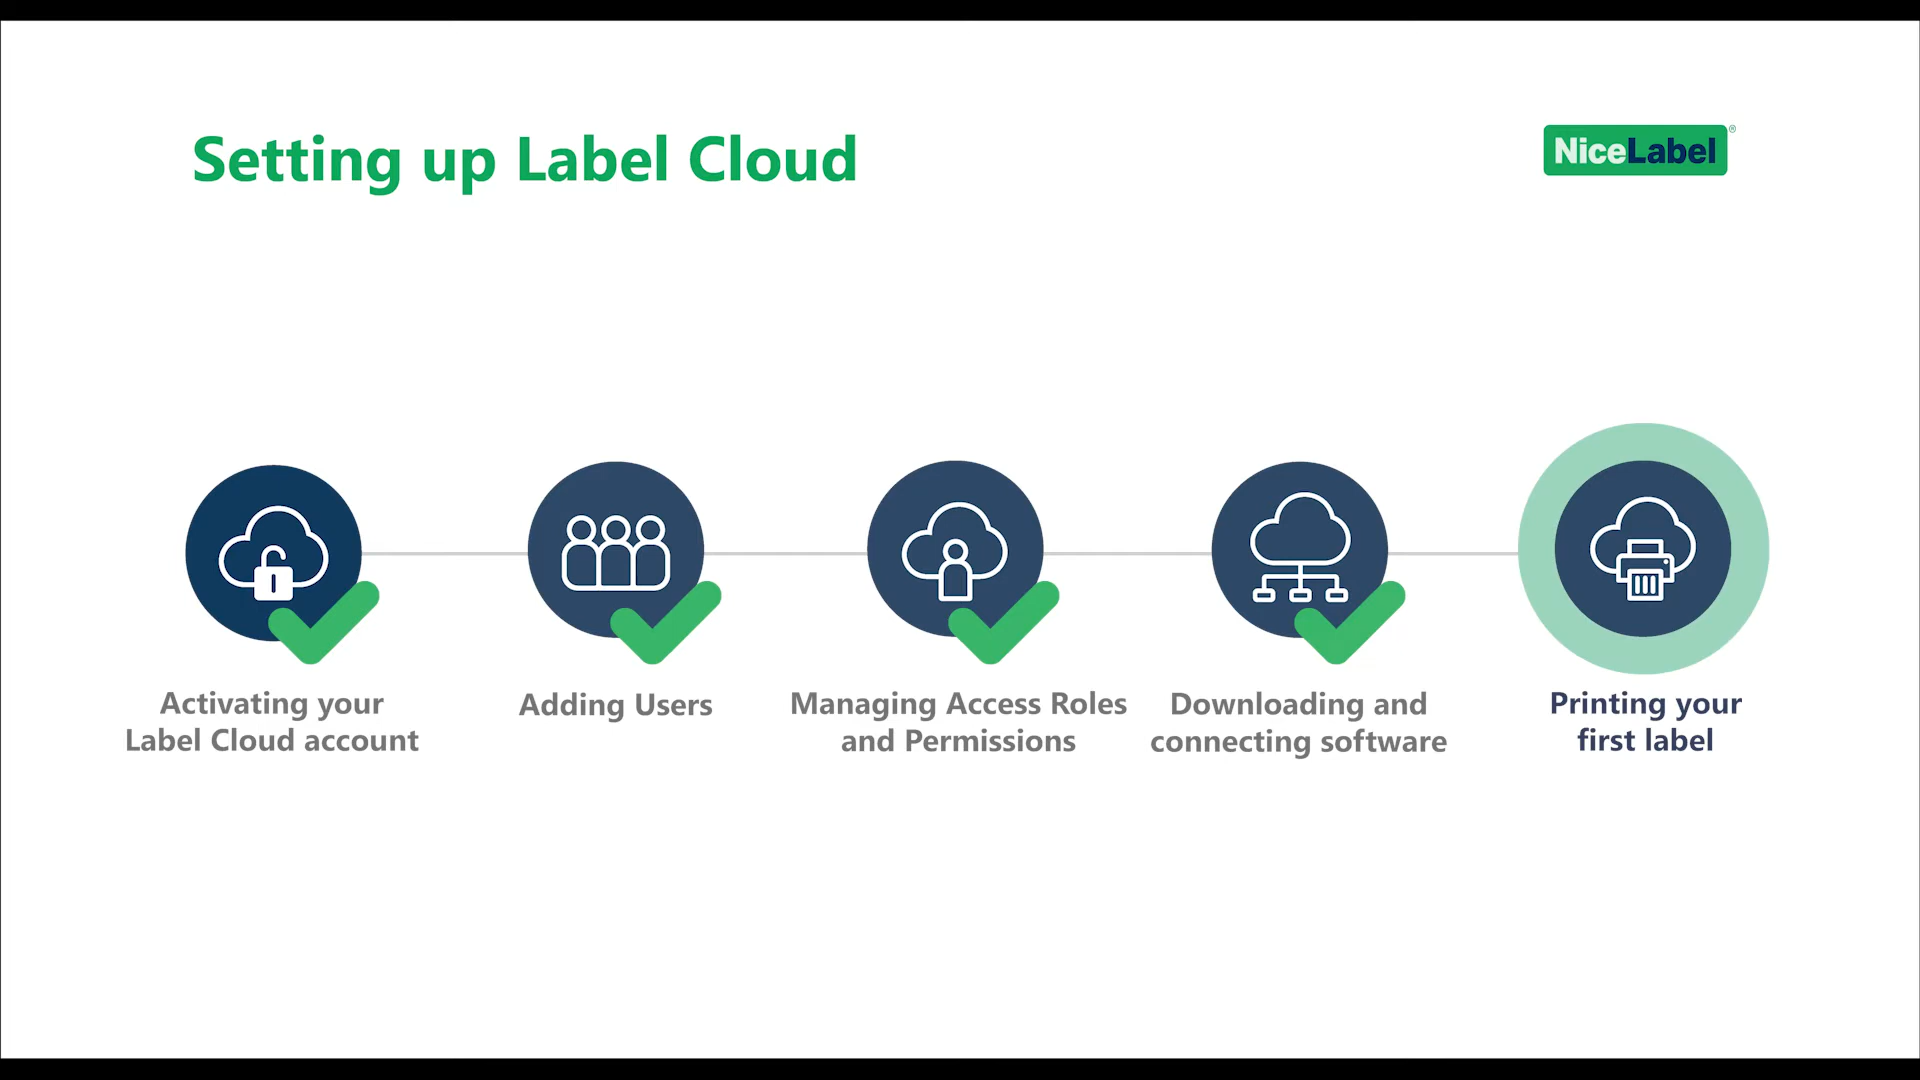 Setting up Label Cloud
NiceLabel®
Activating your
Label Cloud account
Adding Users
Managing Access Roles
and Permissions
Downloading and
connecting software
Printing your
first label